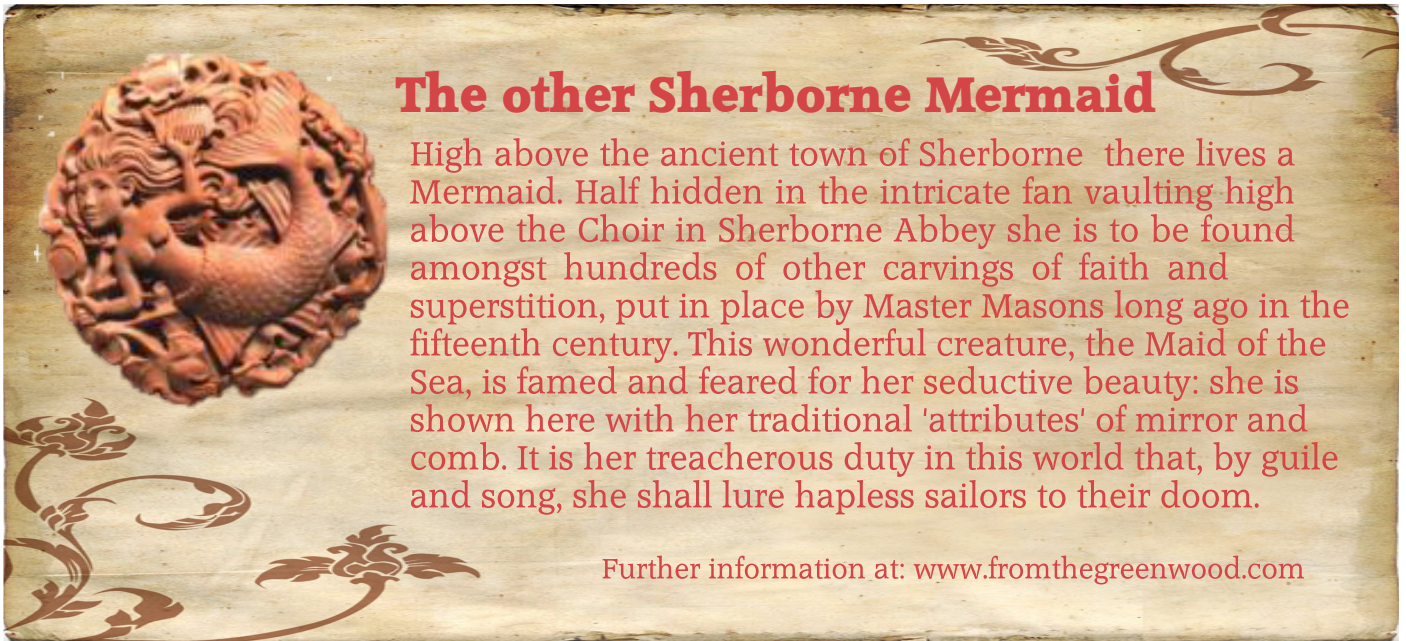 The other Sherborne Mermaid
High above the ancient town of Sherborne there lives a
Mermaid. Half hidden in the intricate fan vaulting high
above the Choir in Sherborne Abbey she is to be found
amongst hundreds of other carvings of faith and
superstition, put in place by Master Masons long ago in the
fifteenth century. This wonderful creature, the Maid of the
Sea, is famed and feared for her seductive beauty: she is
shown here with her traditional 'attributes' of mirror and
comb. It is her treacherous duty in this world that, by guile
and song, she shall lure hapless sailors to their doom.
Further information at: www.fromthegreenwood.com